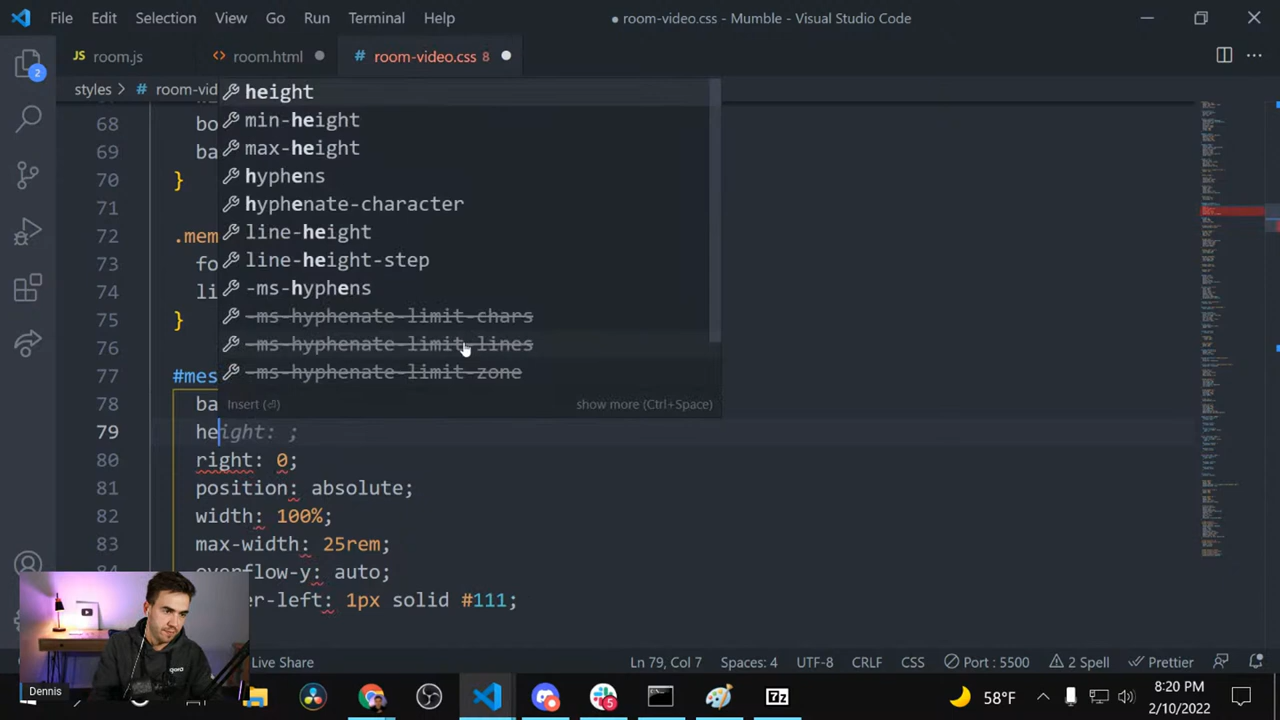 File Edit Selection View Go Run Terminal Help
● room-video.css - Mumble - Visual Studio Code
JS room.js
<> room.html ●
# room-video.css 8 ●
2
styles > # room-vid
height
min-height
max-height
hyphens
hyphenate-character
line-height
line-height-step
-ms-hyphens
-ms-hyphenate-limit-chars
-ms-hyphenate-limit-lines
-ms-hyphenate-limit-zone
Insert (⏎) show more (Ctrl+Space)
68 bo
69 ba
70 }
71
72 .mem
73 fo
74 li
75 }
76
77 #mes
78 ba
79 height: ;
80 right: 0;
81 position: absolute;
82 width: 100%;
83 max-width: 25rem;
overflow-y: auto;
er-left: 1px solid #111;
Dennis
Live Share
Ln 79, Col 7 Spaces: 4 UTF-8 CRLF CSS Port : 5500 2 Spell Prettier
5
7z
58°F
8:20 PM
2/10/2022